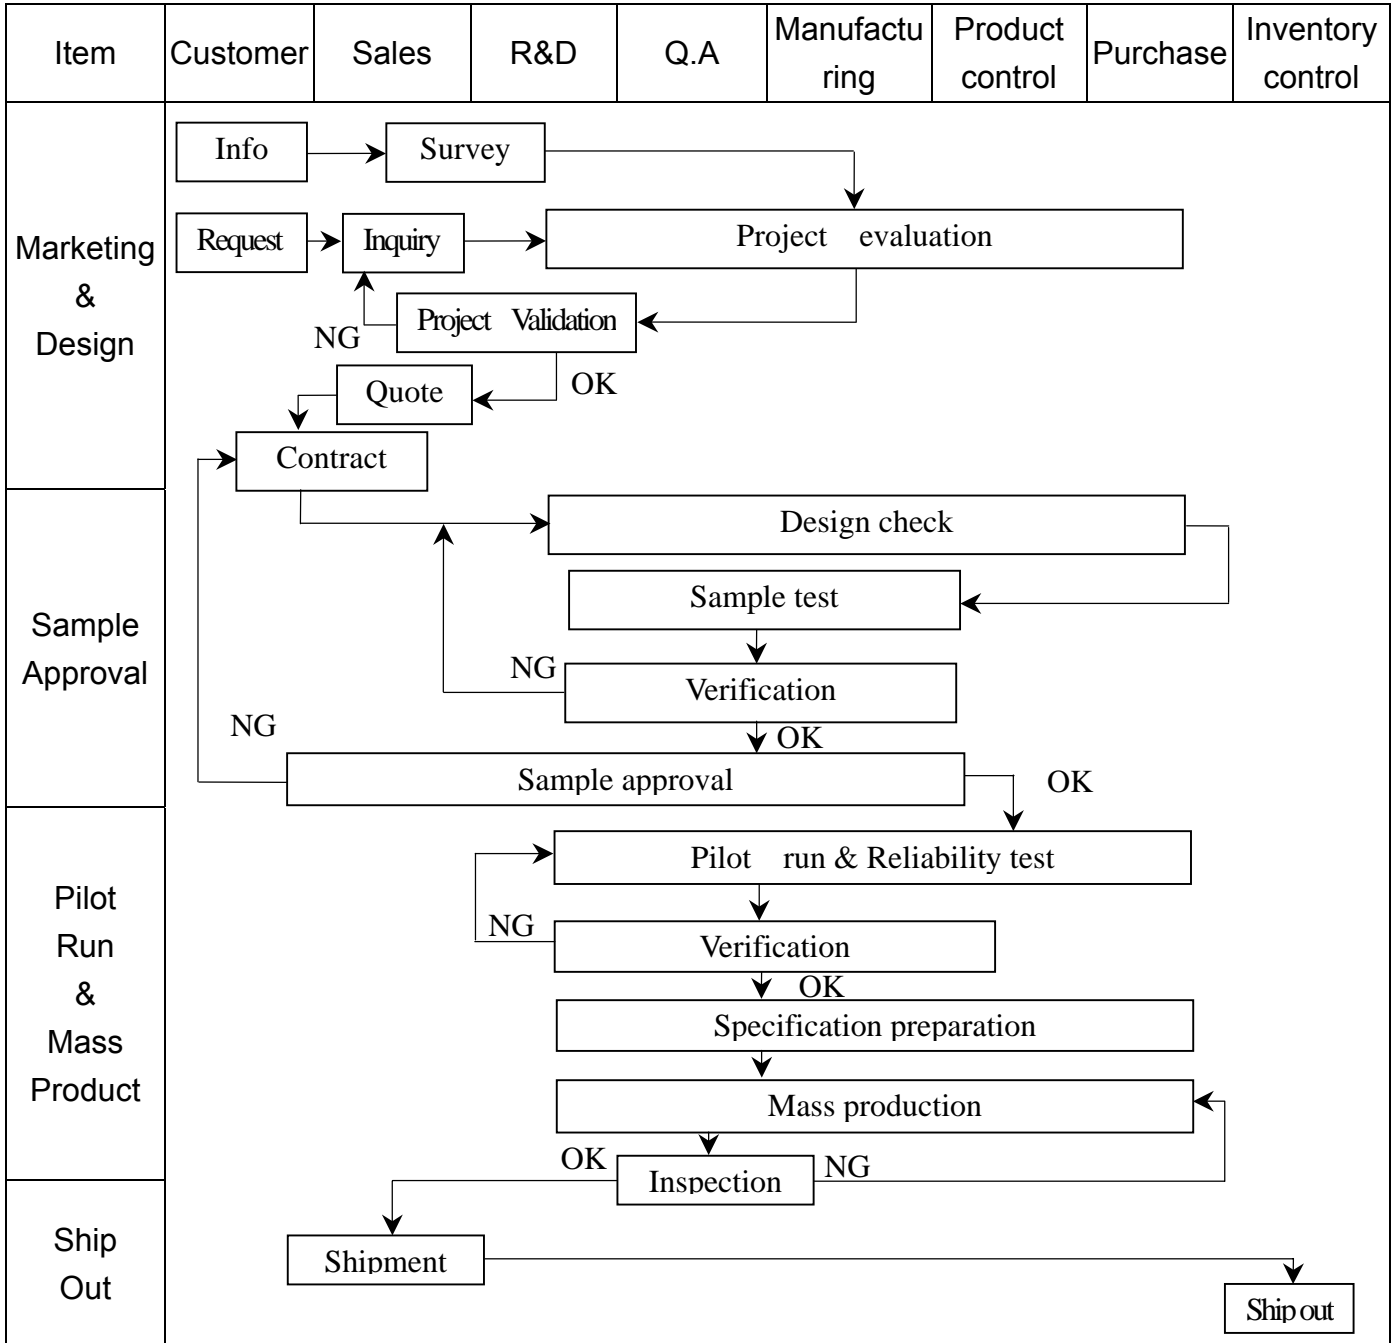 Item
Customer
Sales
R&D
Q.A
Manufactu
ring
Product
control
Purchase
Inventory
control
Marketing
&
Design
Info
Survey
Request
Inquiry
Project evaluation
Project Validation
NG
OK
Quote
Contract
Sample
Approval
Design check
Sample test
NG
Verification
NG
OK
Sample approval
OK
Pilot
Run
&
Mass
Product
Pilot run & Reliability test
NG
Verification
OK
Specification preparation
Mass production
OK
Inspection
NG
Ship
Out
Shipment
Ship out